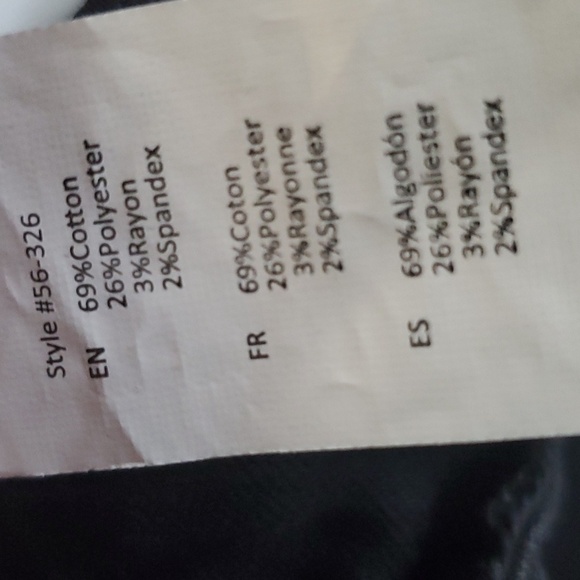 Style #56-326
EN 69%Cotton
26%Polyester
3%Rayon
2%Spandex
FR 69%Coton
26%Polyester
3%Rayonne
2%Spandex
ES 69%Algodón
26%Poliester
3%Rayón
2%Spandex